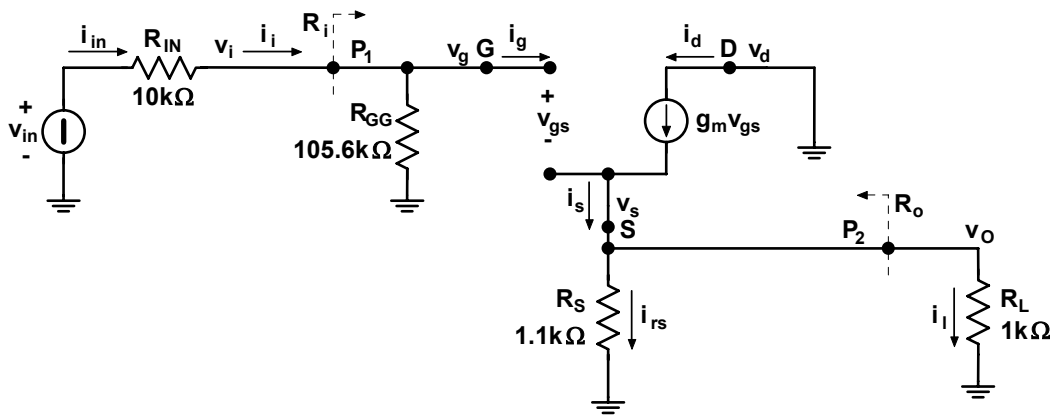 i_in R_IN v_i i_i R_i P_1 v_g G i_g i_d D v_d
10kΩ
+ v_in -
R_GG
105.6kΩ
+ v_gs -
g_m v_gs
i_s v_s S
P_2 R_o v_O
R_S
1.1kΩ
i_rs
i_l R_L
1kΩ